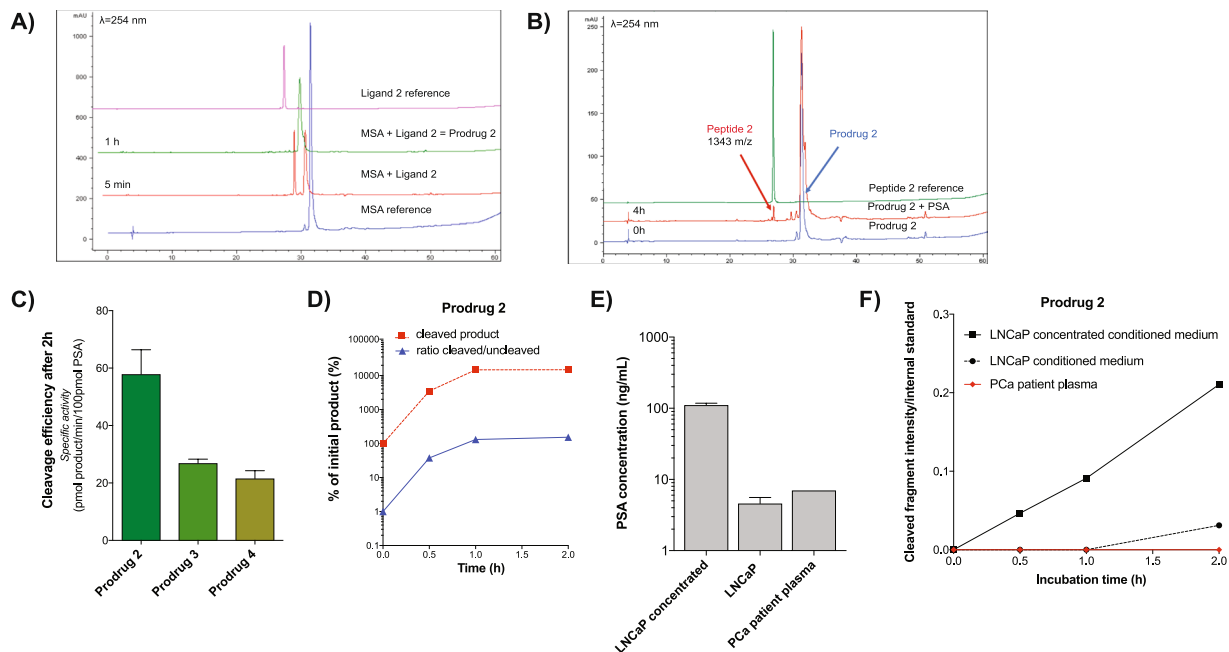 A)
mAU
λ=254 nm
1000
800
600
400
200
0
Ligand 2 reference
1 h
MSA + Ligand 2 = Prodrug 2
5 min
MSA + Ligand 2
MSA reference
0
10
20
30
40
50
60
B)
mAU
λ=254 nm
250
200
150
100
50
0
Peptide 2
1343 m/z
Prodrug 2
Peptide 2 reference
4h
Prodrug 2 + PSA
0h
Prodrug 2
0
10
20
30
40
50
60
C)
Cleavage efficiency after 2h
Specific activity
(pmol product/min/100pmol PSA)
80
60
40
20
0
Prodrug 2
Prodrug 3
Prodrug 4
D)
Prodrug 2
cleaved product
ratio cleaved/uncleaved
% of initial product (%)
100000
10000
1000
100
10
1
0.1
0.0
0.5
1.0
1.5
2.0
Time (h)
E)
PSA concentration (ng/mL)
1000
100
10
1
LNCaP concentrated
LNCaP
PCa patient plasma
F)
Prodrug 2
LNCaP concentrated conditioned medium
LNCaP conditioned medium
PCa patient plasma
Cleaved fragment intensity/internal standard
0.3
0.2
0.1
0.0
0.0
0.5
1.0
1.5
2.0
Incubation time (h)